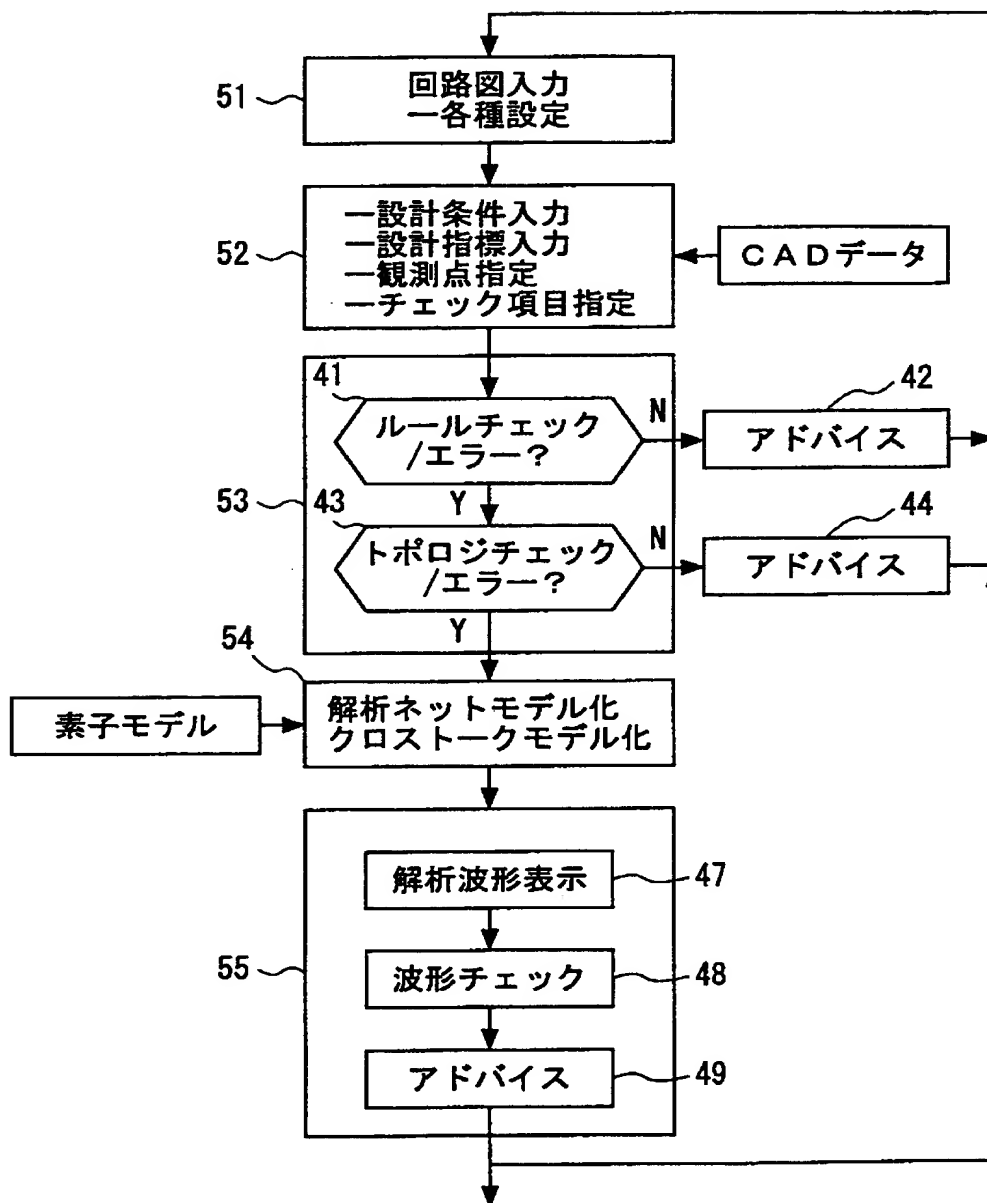 51
回路図入力
―各種設定
52
―設計条件入力
―設計指標入力
―観測点指定
―チェック項目指定
CADデータ
53
41
ルールチェック
/エラー？
N
42
アドバイス
Y
43
トポロジチェック
/エラー？
N
44
アドバイス
Y
54
素子モデル
解析ネットモデル化
クロストークモデル化
55
解析波形表示
47
波形チェック
48
アドバイス
49